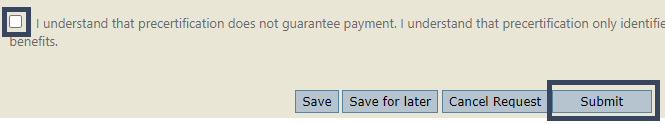 I understand that precertification does not guarantee payment. I understand that precertification only identifie
benefits.
Save Save for later Cancel Request Submit